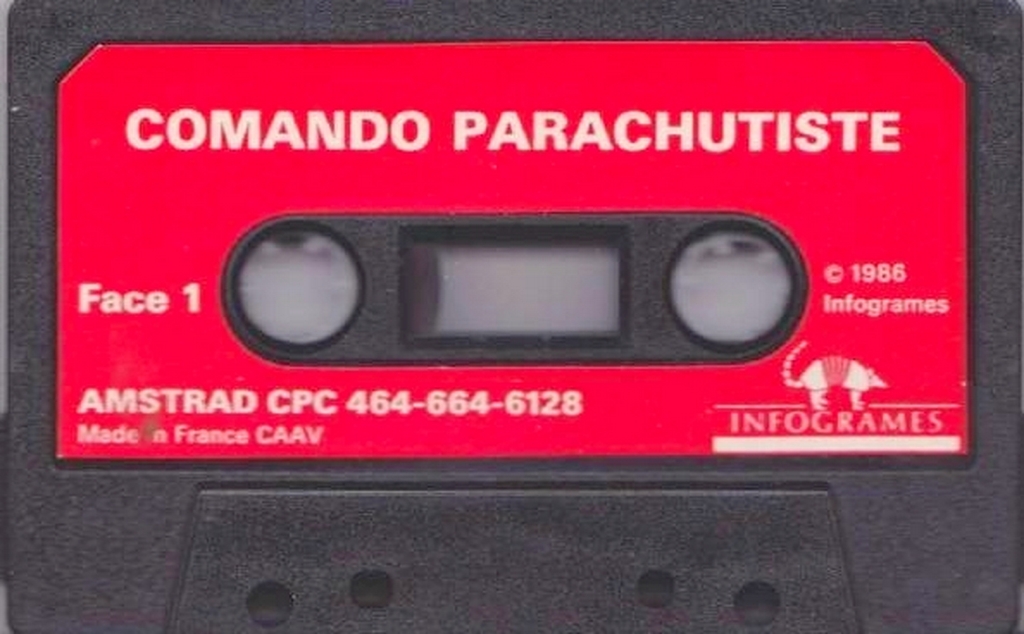 COMANDO PARACHUTISTE
Face 1
© 1986
Infogrames
AMSTRAD CPC 464-664-6128
Made in France CAAV
INFOGRAMES